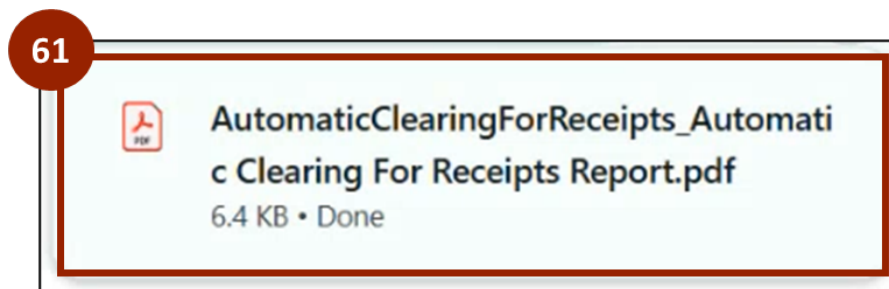 61
AutomaticClearingForReceipts_Automati
c Clearing For Receipts Report.pdf
PDF
6.4 KB • Done